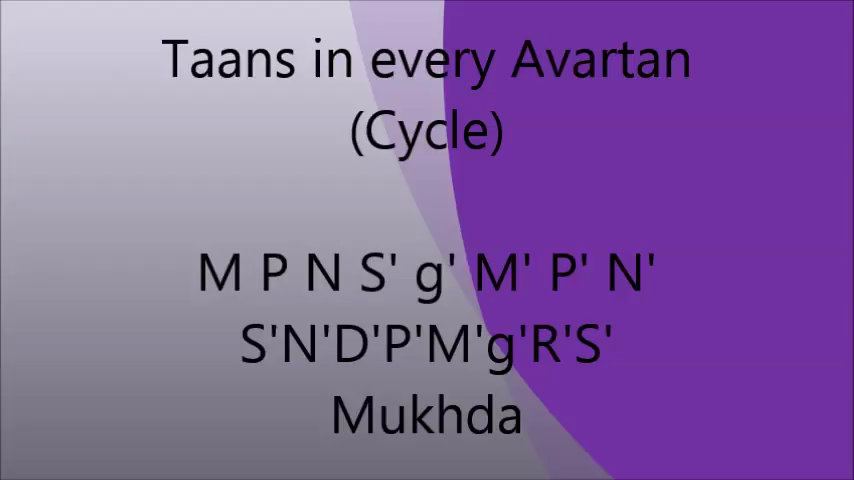 Taans in every Avartan
(Cycle)
M P N S' g' M' P' N'
S'N'D'P'M'g'R'S'
Mukhda